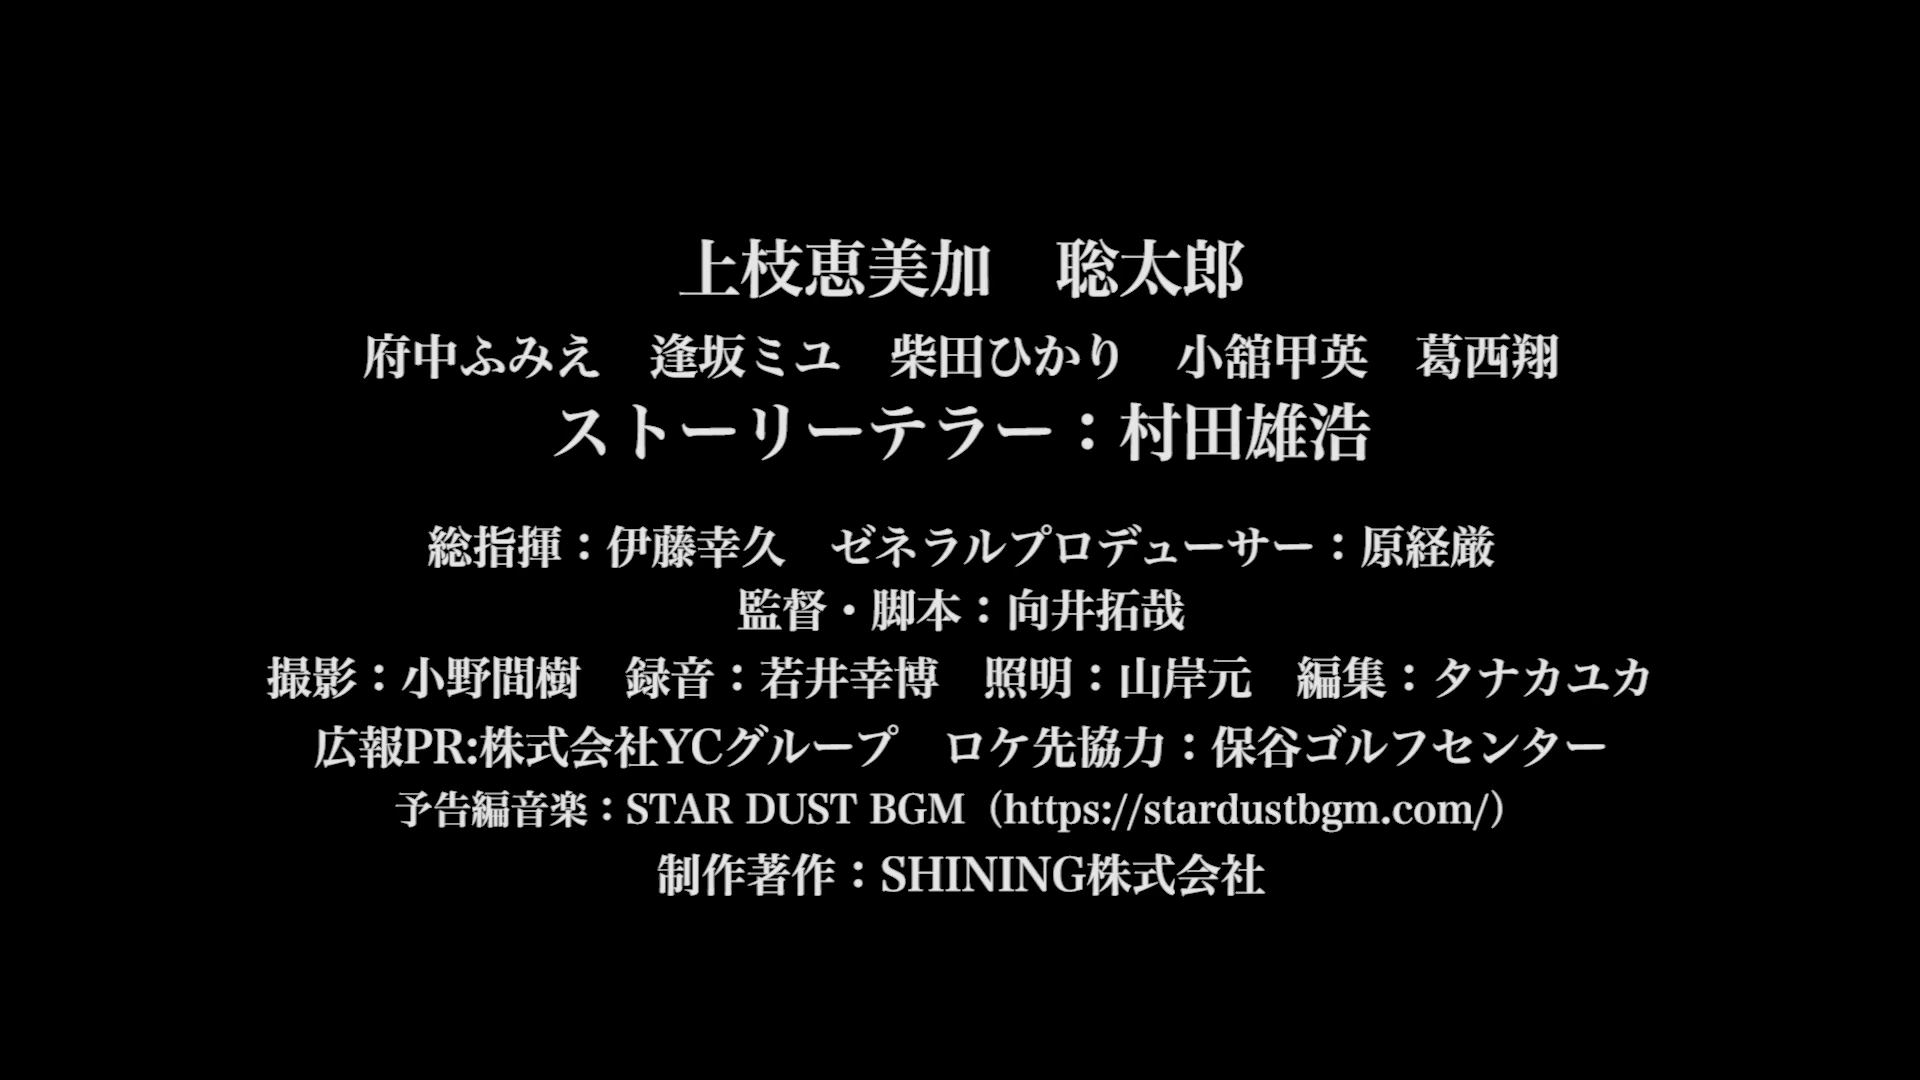 上枝恵美加　聡太郎
府中ふみえ　逢坂ミユ　柴田ひかり　小舘甲英　葛西翔
ストーリーテラー：村田雄浩
総指揮：伊藤幸久　ゼネラルプロデューサー：原経厳
監督・脚本：向井拓哉
撮影：小野間樹　録音：若井幸博　照明：山岸元　編集：タナカユカ
広報PR:株式会社YCグループ　ロケ先協力：保谷ゴルフセンター
予告編音楽：STAR DUST BGM（https://stardustbgm.com/）
制作著作：SHINING株式会社